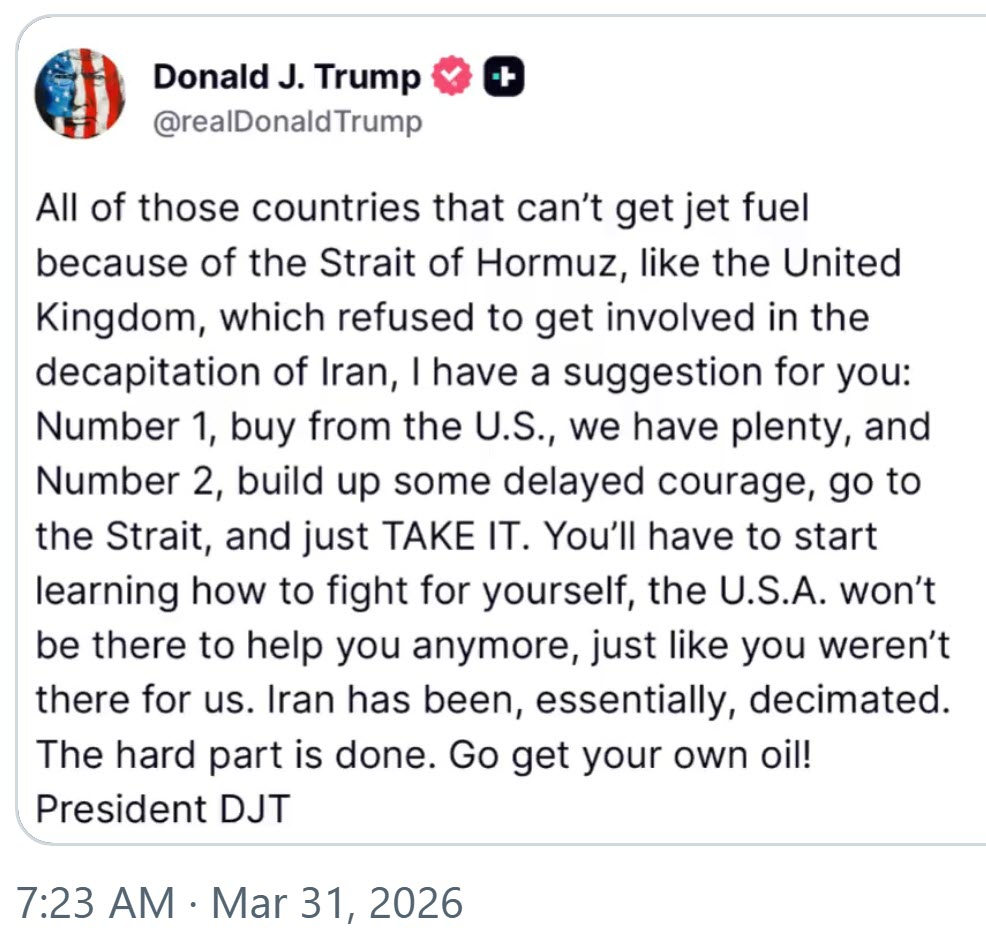 Donald J. Trump
@realDonaldTrump
All of those countries that can’t get jet fuel
because of the Strait of Hormuz, like the United
Kingdom, which refused to get involved in the
decapitation of Iran, I have a suggestion for you:
Number 1, buy from the U.S., we have plenty, and
Number 2, build up some delayed courage, go to
the Strait, and just TAKE IT. You’ll have to start
learning how to fight for yourself, the U.S.A. won’t
be there to help you anymore, just like you weren’t
there for us. Iran has been, essentially, decimated.
The hard part is done. Go get your own oil!
President DJT
7:23 AM · Mar 31, 2026